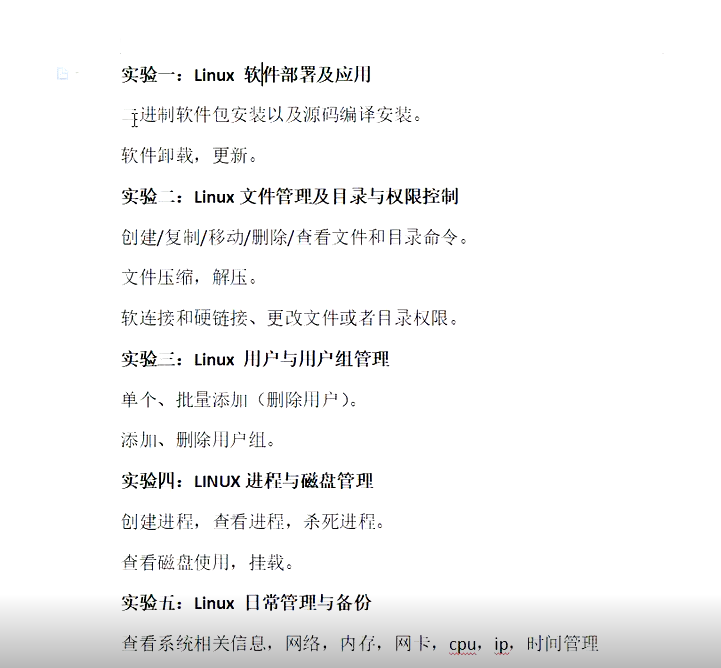 实验一：Linux 软件部署及应用
二进制软件包安装以及源码编译安装。
软件卸载，更新。
实验二：Linux 文件管理及目录与权限控制
创建/复制/移动/删除/查看文件和目录命令。
文件压缩，解压。
软连接和硬链接、更改文件或者目录权限。
实验三：Linux 用户与用户组管理
单个、批量添加（删除用户）。
添加、删除用户组。
实验四：LINUX 进程与磁盘管理
创建进程，查看进程，杀死进程。
查看磁盘使用，挂载。
实验五：Linux 日常管理与备份
查看系统相关信息，网络，内存，网卡，cpu，ip，时间管理